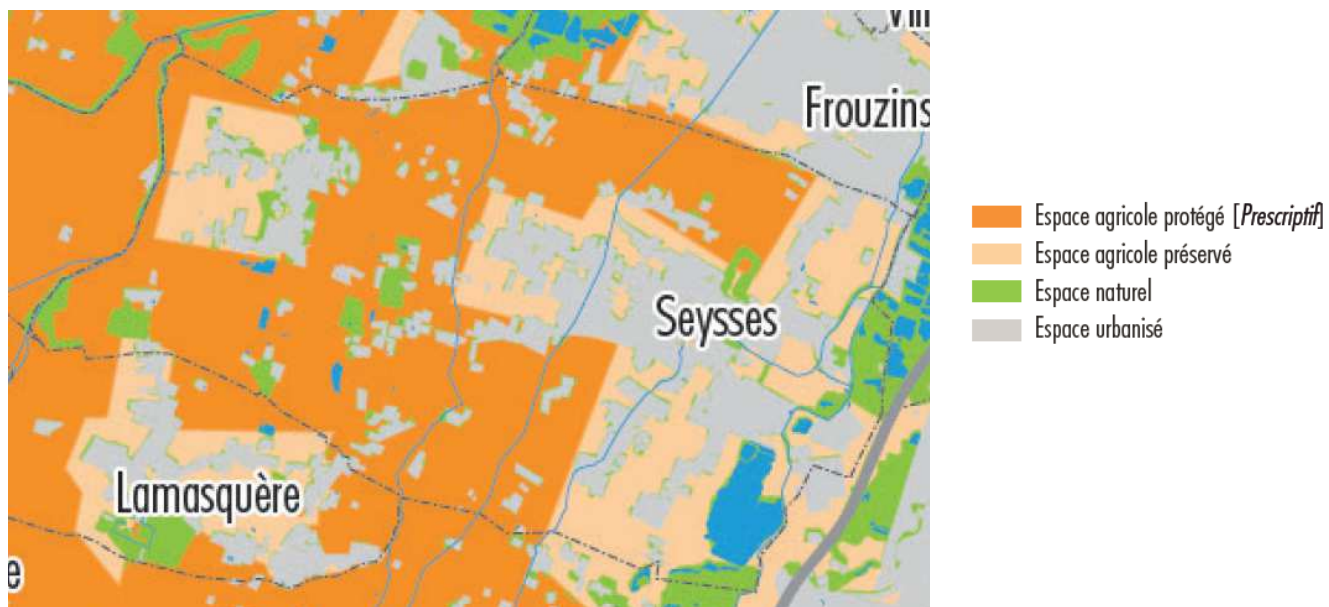 Frouzins
Seysses
Lamasquère
e
Espace agricole protégé [Prescriptif]
Espace agricole préservé
Espace naturel
Espace urbanisé